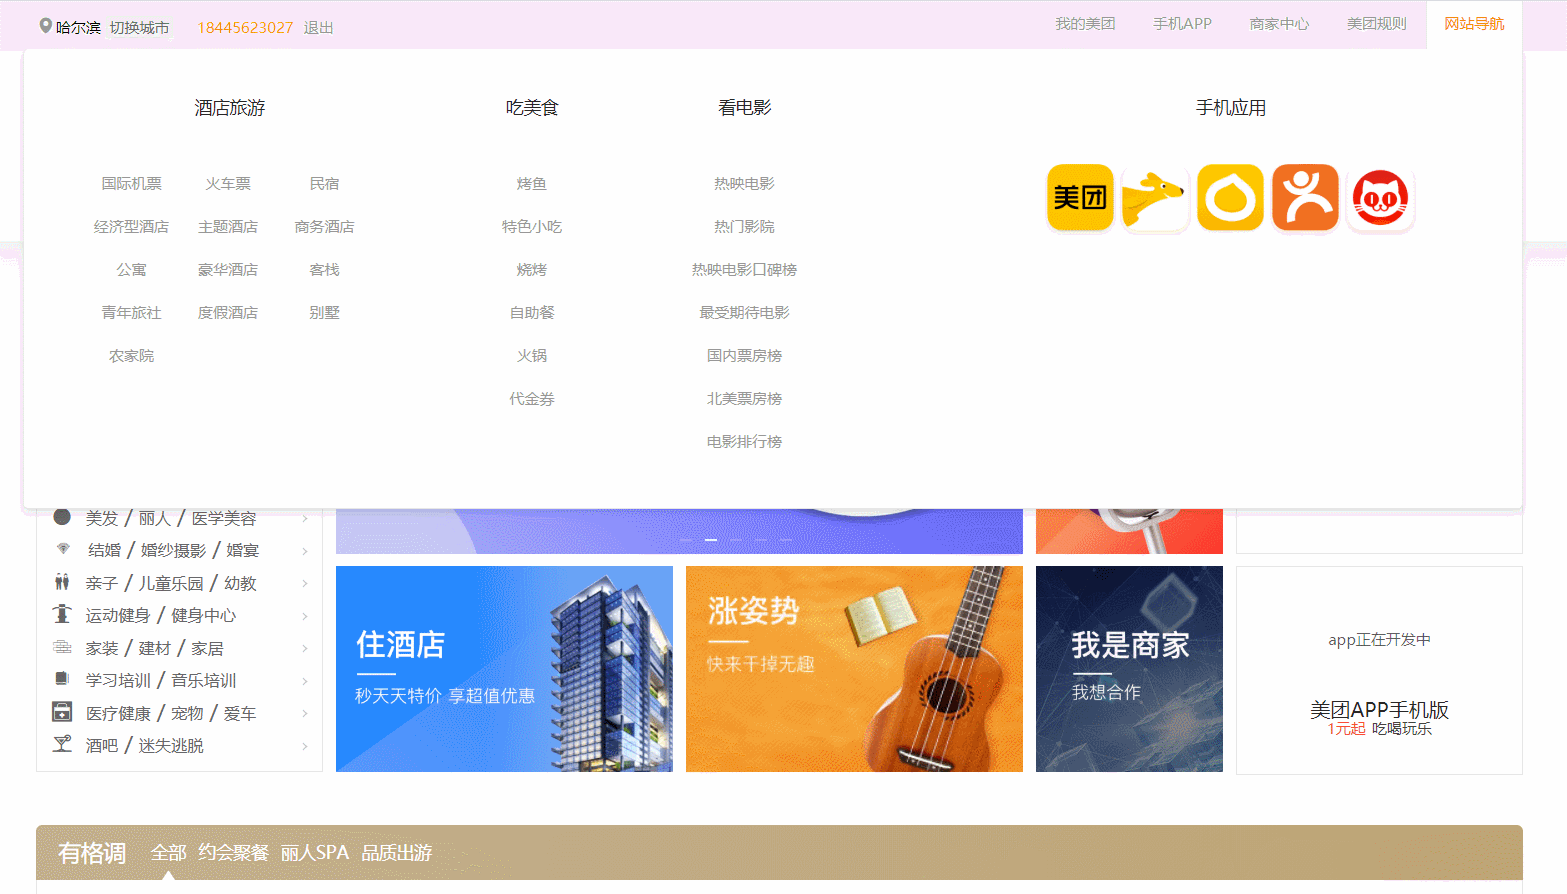 哈尔滨 切换城市 18445623027 退出 我的美团 手机APP 商家中心 美团规则 网站导航
酒店旅游 吃美食 看电影 手机应用
国际机票 火车票 民宿 烤鱼 热映电影
美团
经济型酒店 主题酒店 商务酒店 特色小吃 热门影院
公寓 豪华酒店 客栈 烧烤 热映电影口碑榜
青年旅社 度假酒店 别墅 自助餐 最受期待电影
农家院 火锅 国内票房榜
代金券 北美票房榜
电影排行榜
美发 / 丽人 / 医学美容
结婚 / 婚纱摄影 / 婚宴
亲子 / 儿童乐园 / 幼教
运动健身 / 健身中心
家装 / 建材 / 家居
学习培训 / 音乐培训
医疗健康 / 宠物 / 爱车
酒吧 / 迷失逃脱
住酒店
秒天天特价 享超值优惠
涨姿势
快来干掉无趣
我是商家
我想合作
app正在开发中
美团APP手机版
1元起 吃喝玩乐
有格调 全部 约会聚餐 丽人SPA 品质出游